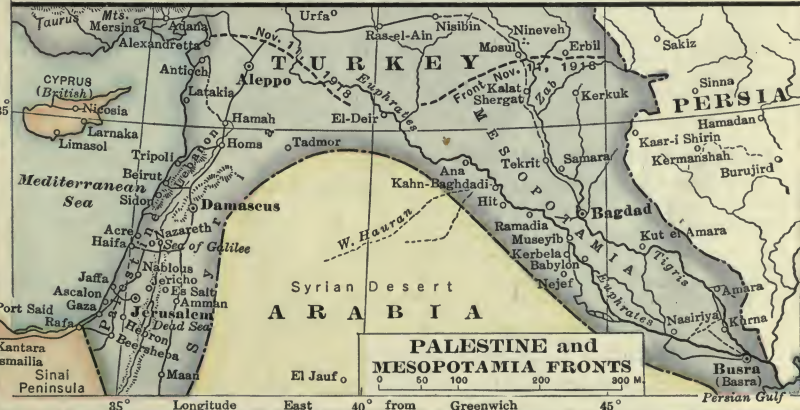 Taurus Mts.
Mersina
Adana
Alexandretta
Urfa
Ras-el-Ain
Nisibin
Nineveh
Mosul
Erbil
Sakiz
Nov. 11
1918
TURKEY
Antioch
Aleppo
Euphrates
Front Nov. 11, 1918
Kalat
Shergat
Zab
Kerkuk
Sinna
PERSIA
Hamadan
CYPRUS
(British)
Nicosia
Larnaka
Limasol
Latakia
Hamah
Homs
El-Deir
MESOPOTAMIA
Kasr-i Shirin
Kermanshah
Burujird
Tripoli
Lebanon
Tadmor
Tekrit
Samara
Mediterranean
Sea
Beirut
Sidon
Damascus
Syria
Ana
Kahn-Baghdadi
Hit
Bagdad
W. Hauran
Ramadia
Museyib
Kerbela
Babylon
Nejef
Kut el Amara
Tigris
Acre
Haifa
Nazareth
Sea of Galilee
Palestine
Jaffa
Nablous
Jericho
Ascalon
Es Salt
Gaza
Amman
Jerusalem
Dead Sea
Port Said
Rafa
Hebron
Beersheba
Kantara
Ismailia
Sinai
Peninsula
Maan
Syrian Desert
ARABIA
El Jauf
Euphrates
Amara
Nasiriya
Kurna
Busra
(Basra)
Persian Gulf
PALESTINE and
MESOPOTAMIA FRONTS
0 50 100 200 300 M.
35°
35° Longitude East 40° from Greenwich 45°